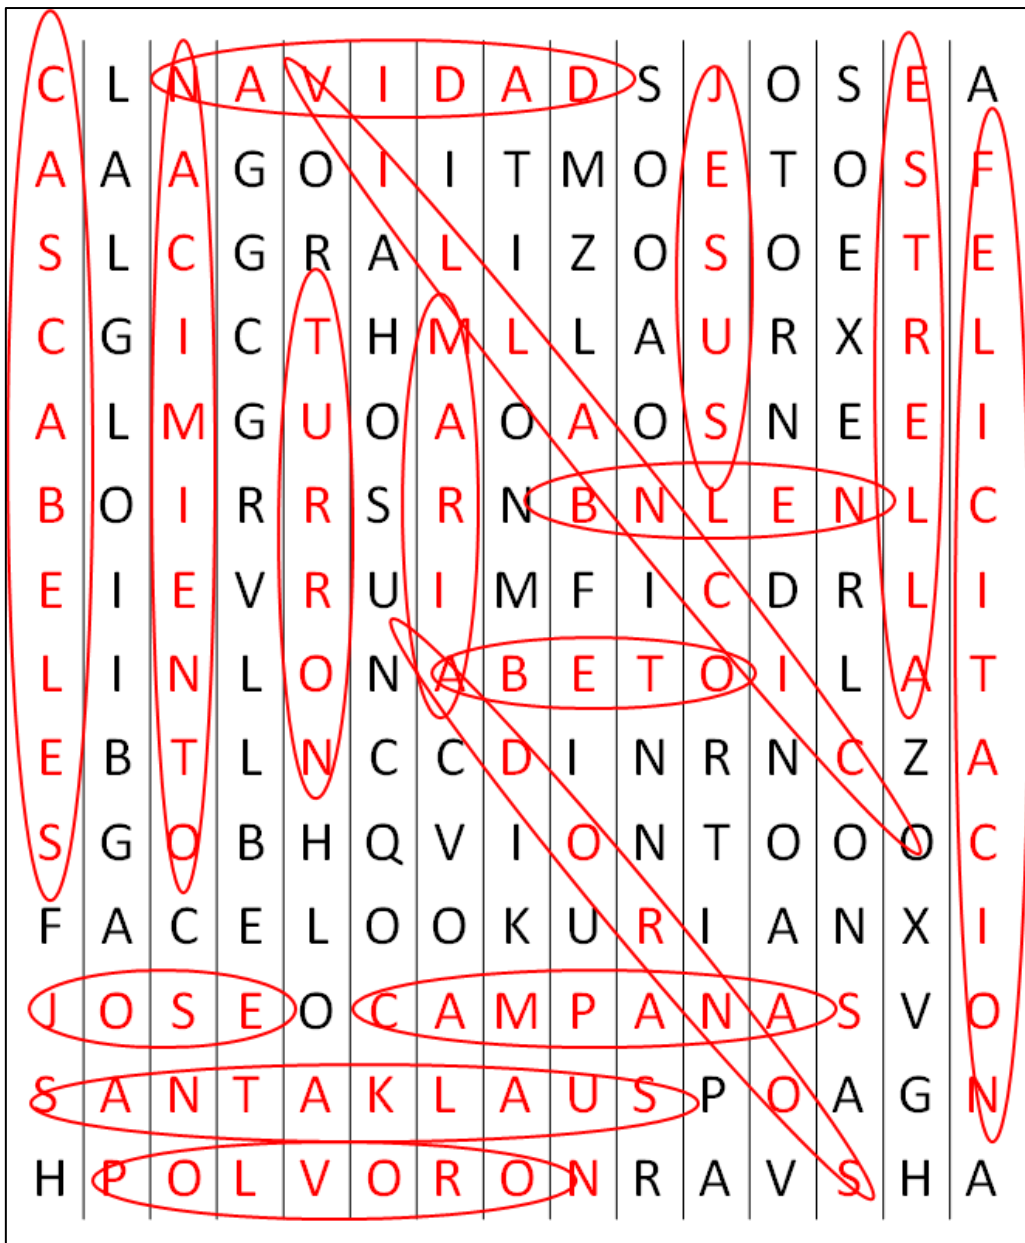 C L N A V I D A D S J O S E A
A A A G O I I T M O E T O S F
S L C G R A L I Z O S O E T E
C G I C T H M L L A U R X R L
A L M G U O A O A O S N E E I
B O I R R S R N B N L E N L C
E I E V R U I M F I C D R L I
L I N L O N A B E T O I L A T
E B T L N C C D I N R N C Z A
S G O B H Q V I O N T O O O C
F A C E L O O K U R I A N X I
J O S E O C A M P A N A S V O
S A N T A K L A U S P O A G N
H P O L V O R O N R A V S H A